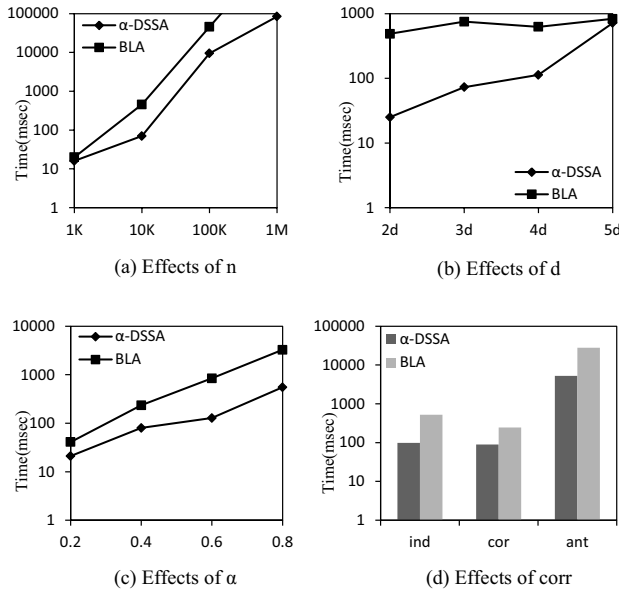 100000
10000
1000
100
10
1
Time(msec)
α-DSSA
BLA
1K 10K 100K 1M
(a) Effects of n
1000
100
10
1
Time(msec)
α-DSSA
BLA
2d 3d 4d 5d
(b) Effects of d
10000
1000
100
10
1
Time(msec)
α-DSSA
BLA
0.2 0.4 0.6 0.8
(c) Effects of α
100000
10000
1000
100
10
1
Time(msec)
α-DSSA
BLA
ind cor ant
(d) Effects of corr